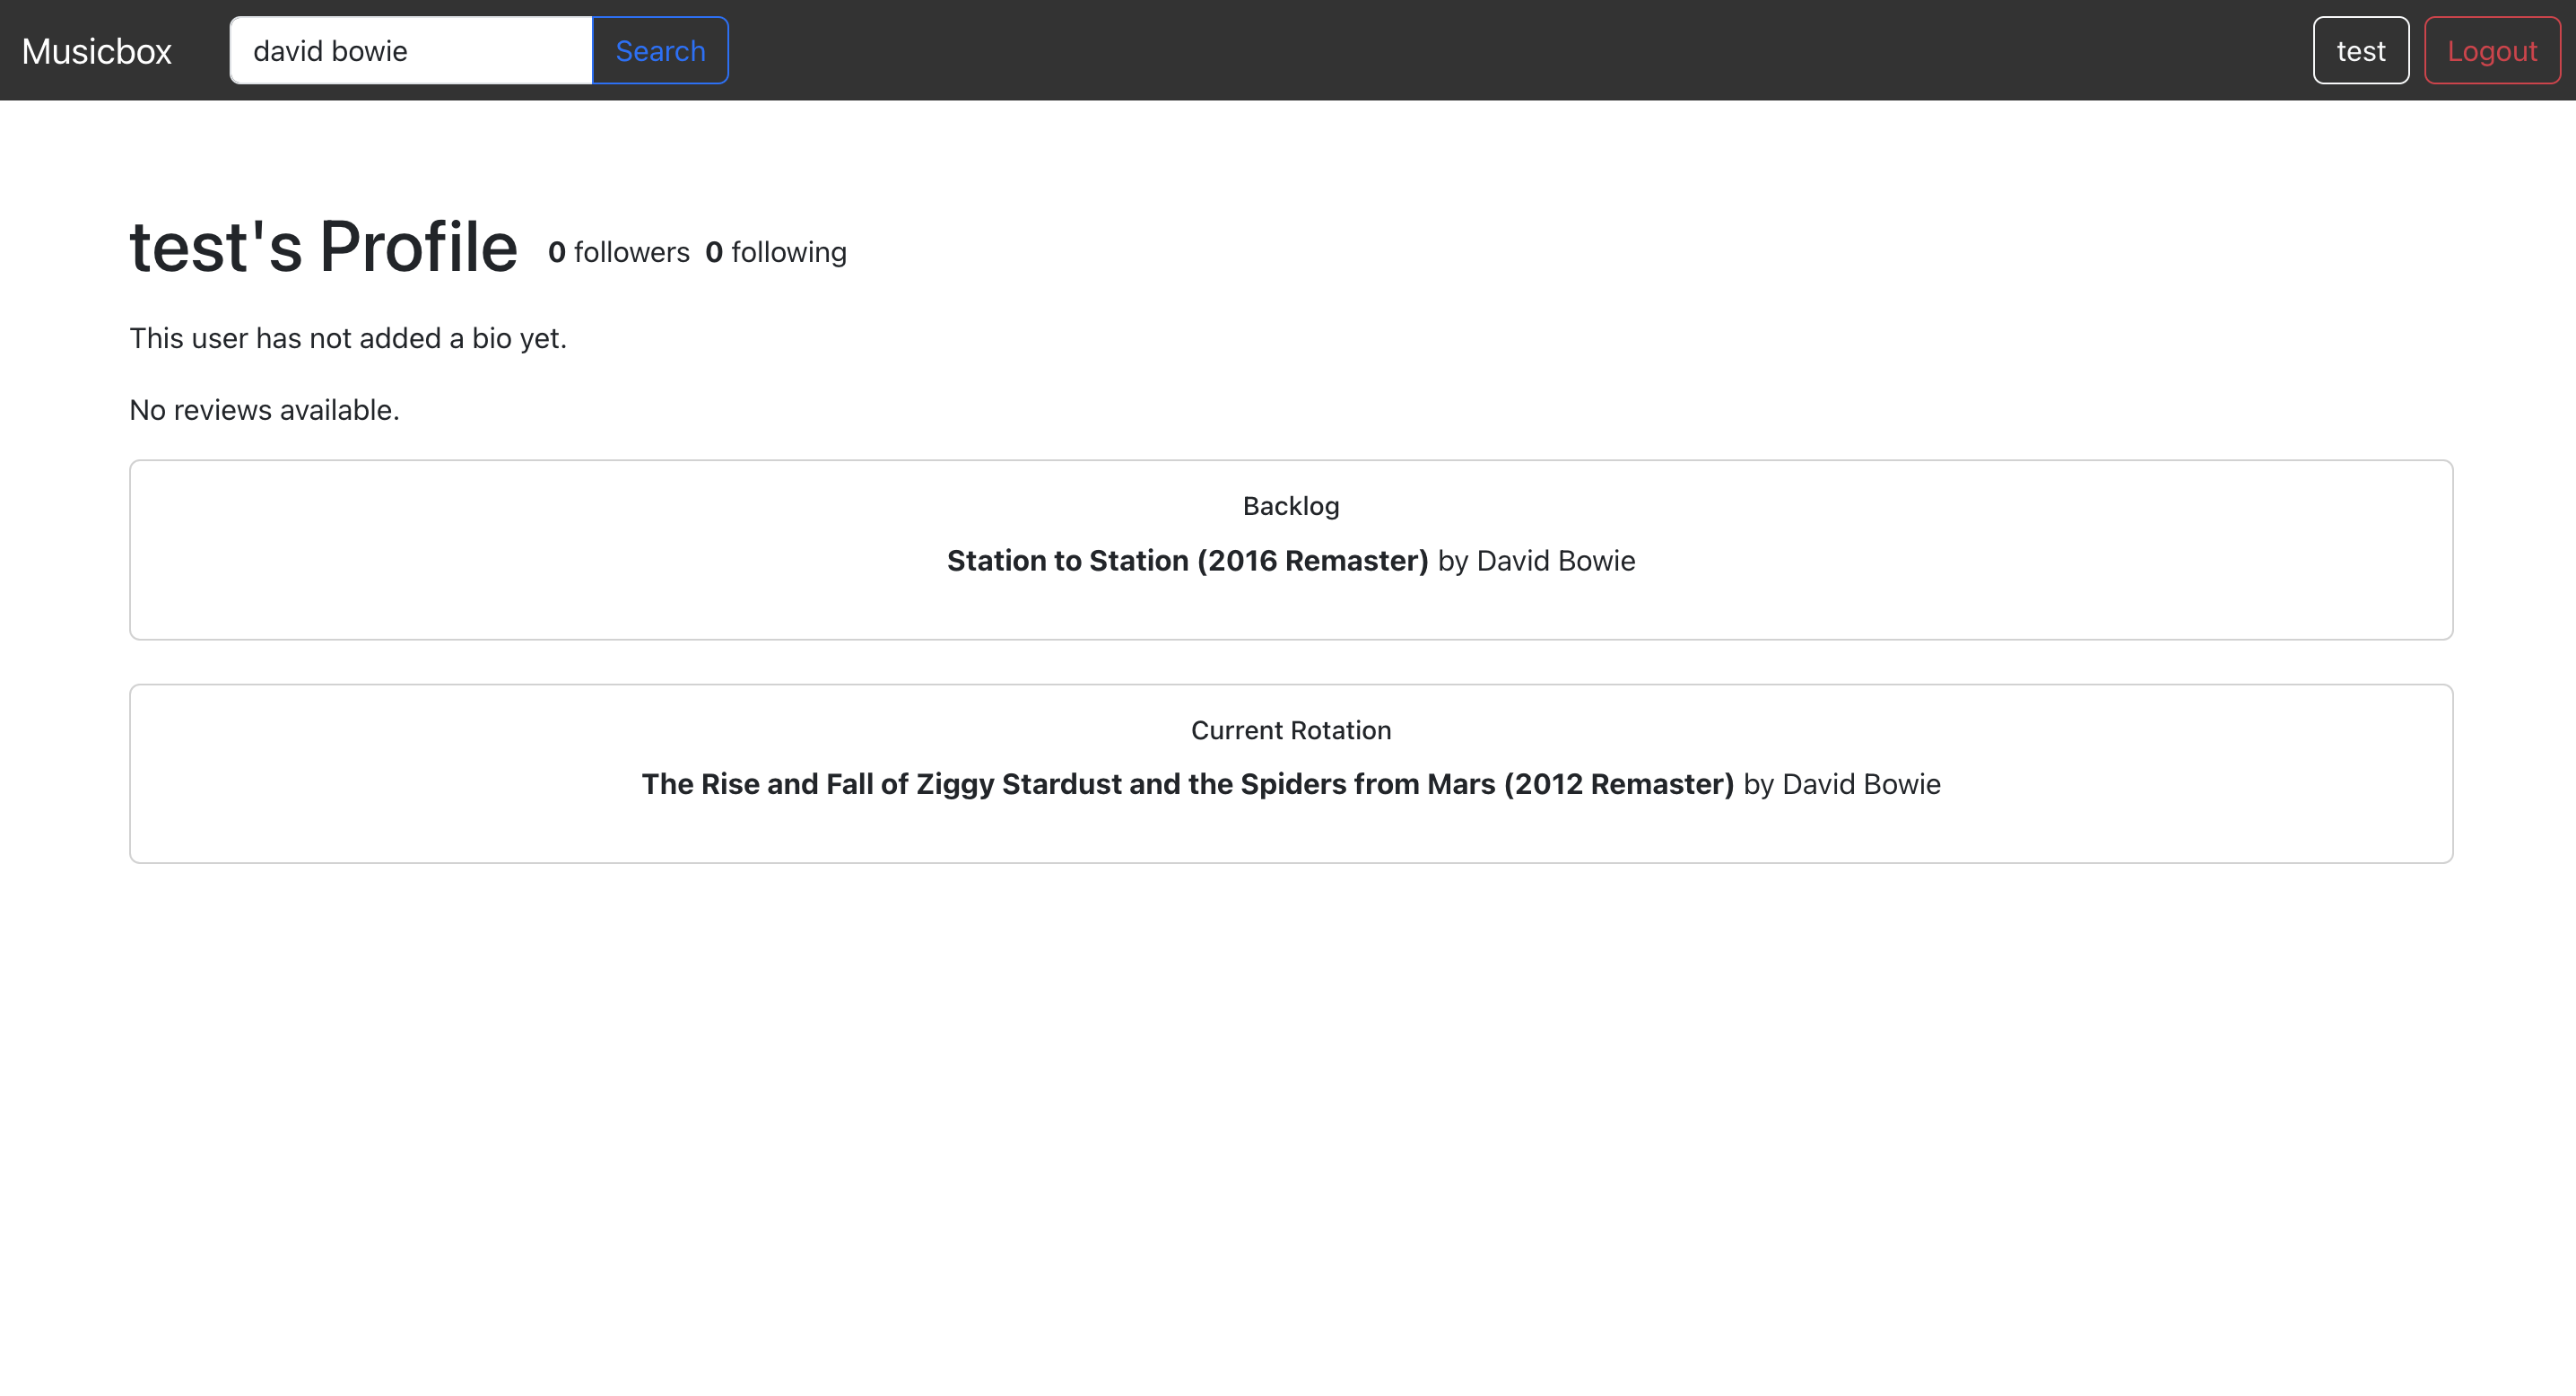 Musicbox david bowie Search test Logout
test's Profile 0 followers 0 following
This user has not added a bio yet.
No reviews available.
Backlog
Station to Station (2016 Remaster) by David Bowie
Current Rotation
The Rise and Fall of Ziggy Stardust and the Spiders from Mars (2012 Remaster) by David Bowie